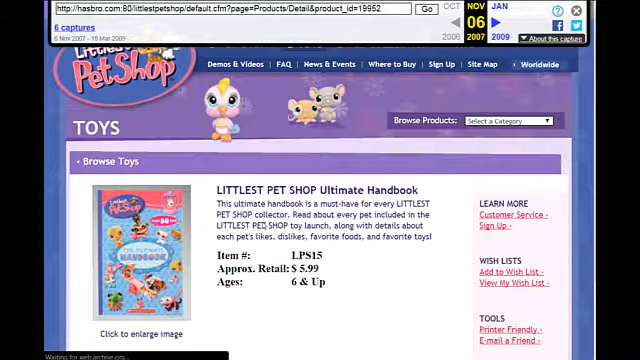 http://hasbro.com:80/littlestpetshop/default.cfm?page=Products/Detail&product_id=19952
Go
OCT
NOV
JAN
6 captures
06
6 Nov 2007 - 18 Mar 2009
2006
2007
2009
About this capture
Littlest
PetShop
Demos & Videos
FAQ
News & Events
Where to Buy
Sign Up
Site Map
Worldwide
TOYS
Browse Products:
Select a Category
‹ Browse Toys
LITTLEST PET SHOP Ultimate Handbook
This ultimate handbook is a must-have for every LITTLEST
PET SHOP collector. Read about every pet included in the
LITTLEST PET SHOP toy launch, along with details about
each pet's likes, dislikes, favorite foods, and favorite toys!
Item #: LPS15
Approx. Retail: $ 5.99
Ages: 6 & Up
Littlest
PetShop
HANDBOOK
Click to enlarge image
LEARN MORE
Customer Service ›
Sign Up ›
WISH LISTS
Add to Wish List ›
View My Wish List ›
TOOLS
Printer Friendly ›
E-mail a Friend ›
Waiting for web.archive.org...